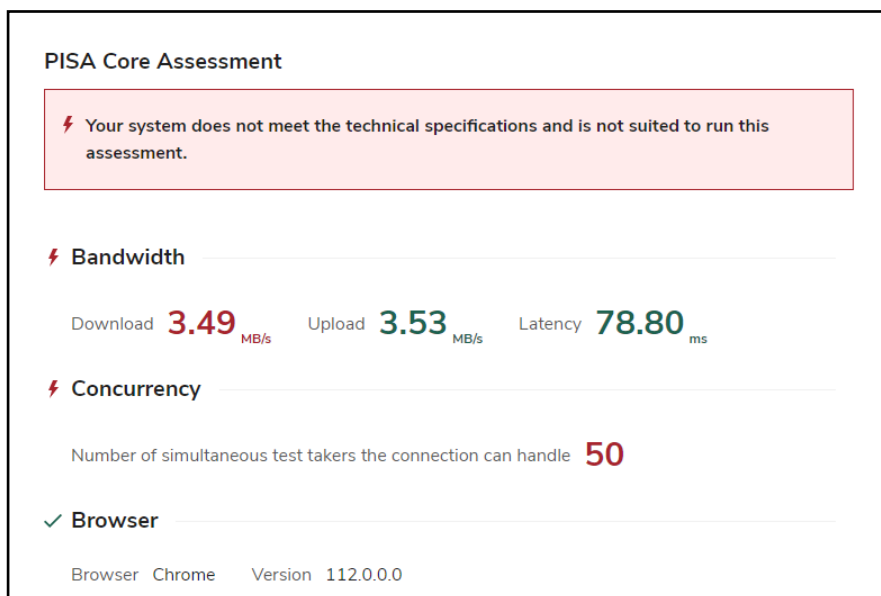 PISA Core Assessment
Your system does not meet the technical specifications and is not suited to run this
assessment.
Bandwidth
Download 3.49 MB/s Upload 3.53 MB/s Latency 78.80 ms
Concurrency
Number of simultaneous test takers the connection can handle 50
Browser
Browser Chrome Version 112.0.0.0